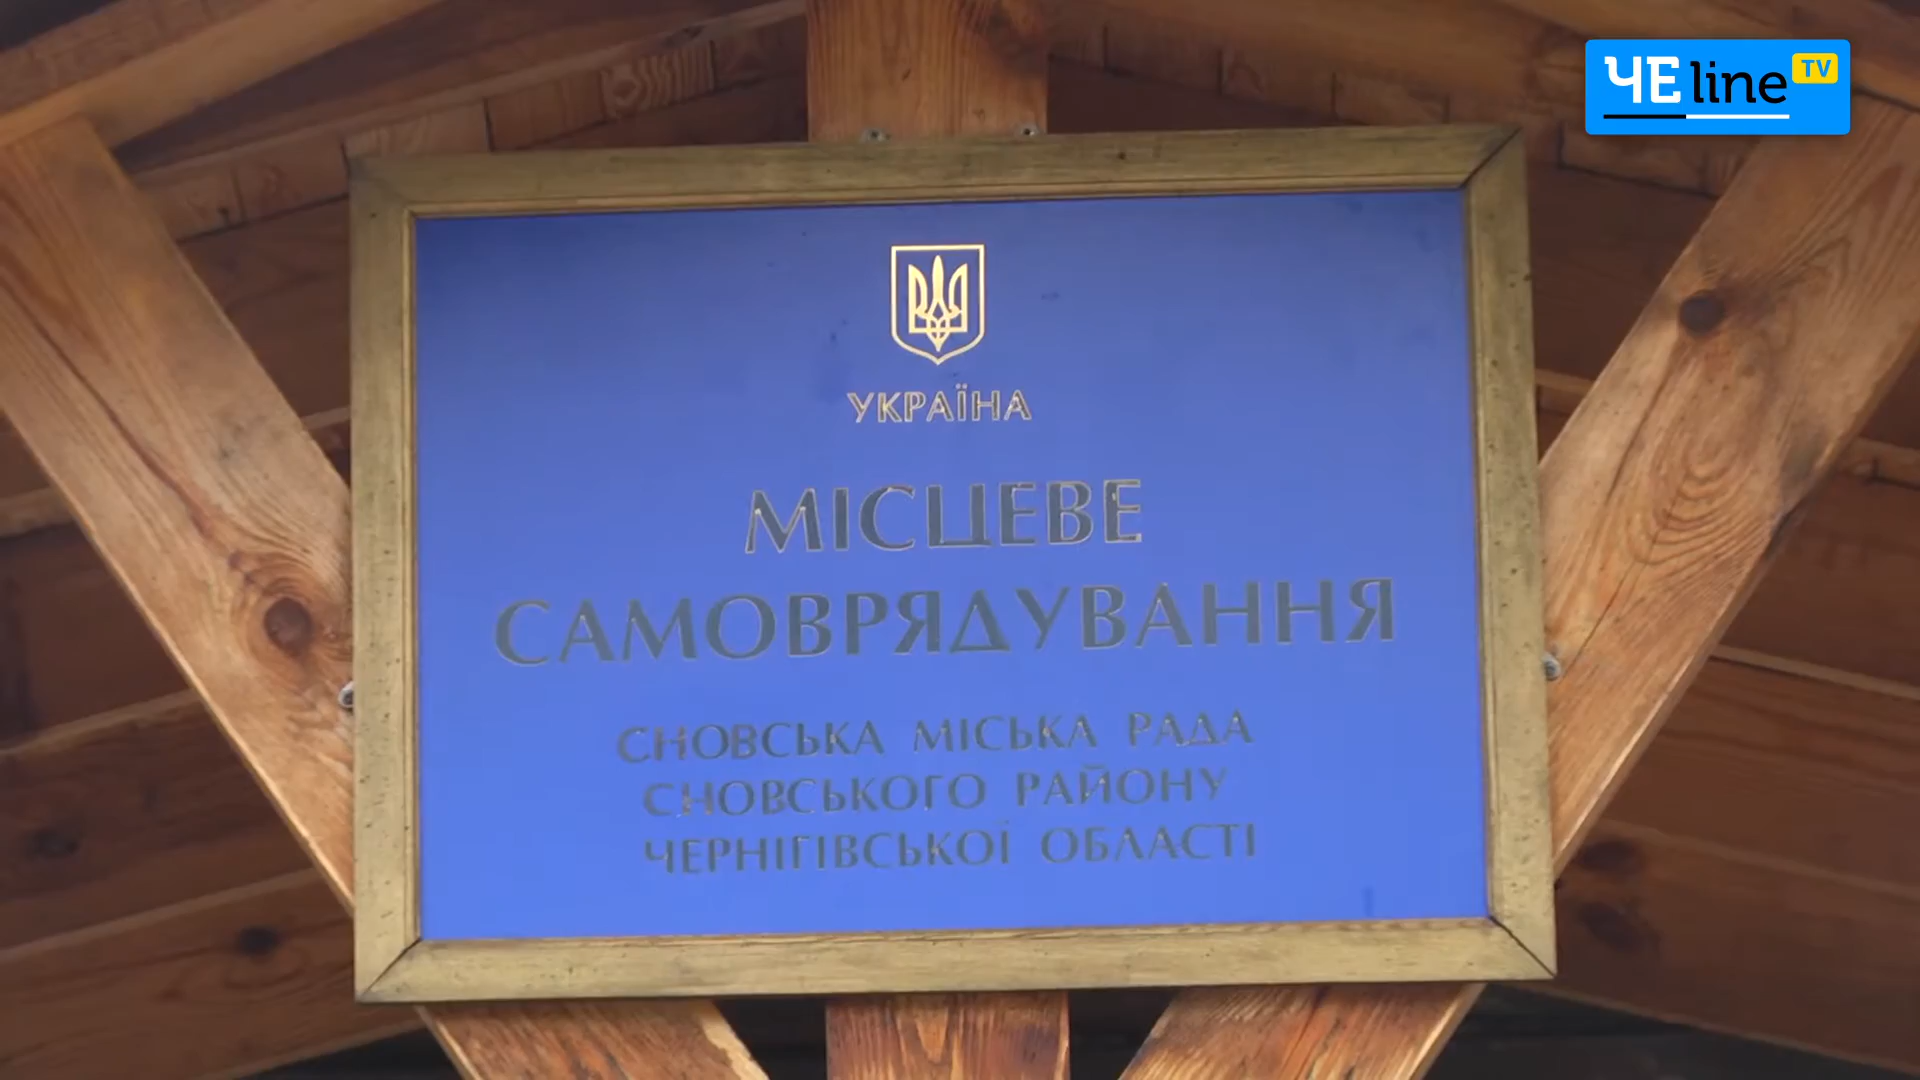 ЧЕline TV
УКРАЇНА
МІСЦЕВЕ
САМОВРЯДУВАННЯ
СНОВСЬКА МІСЬКА РАДА
СНОВСЬКОГО РАЙОНУ
ЧЕРНІГІВСЬКОЇ ОБЛАСТІ